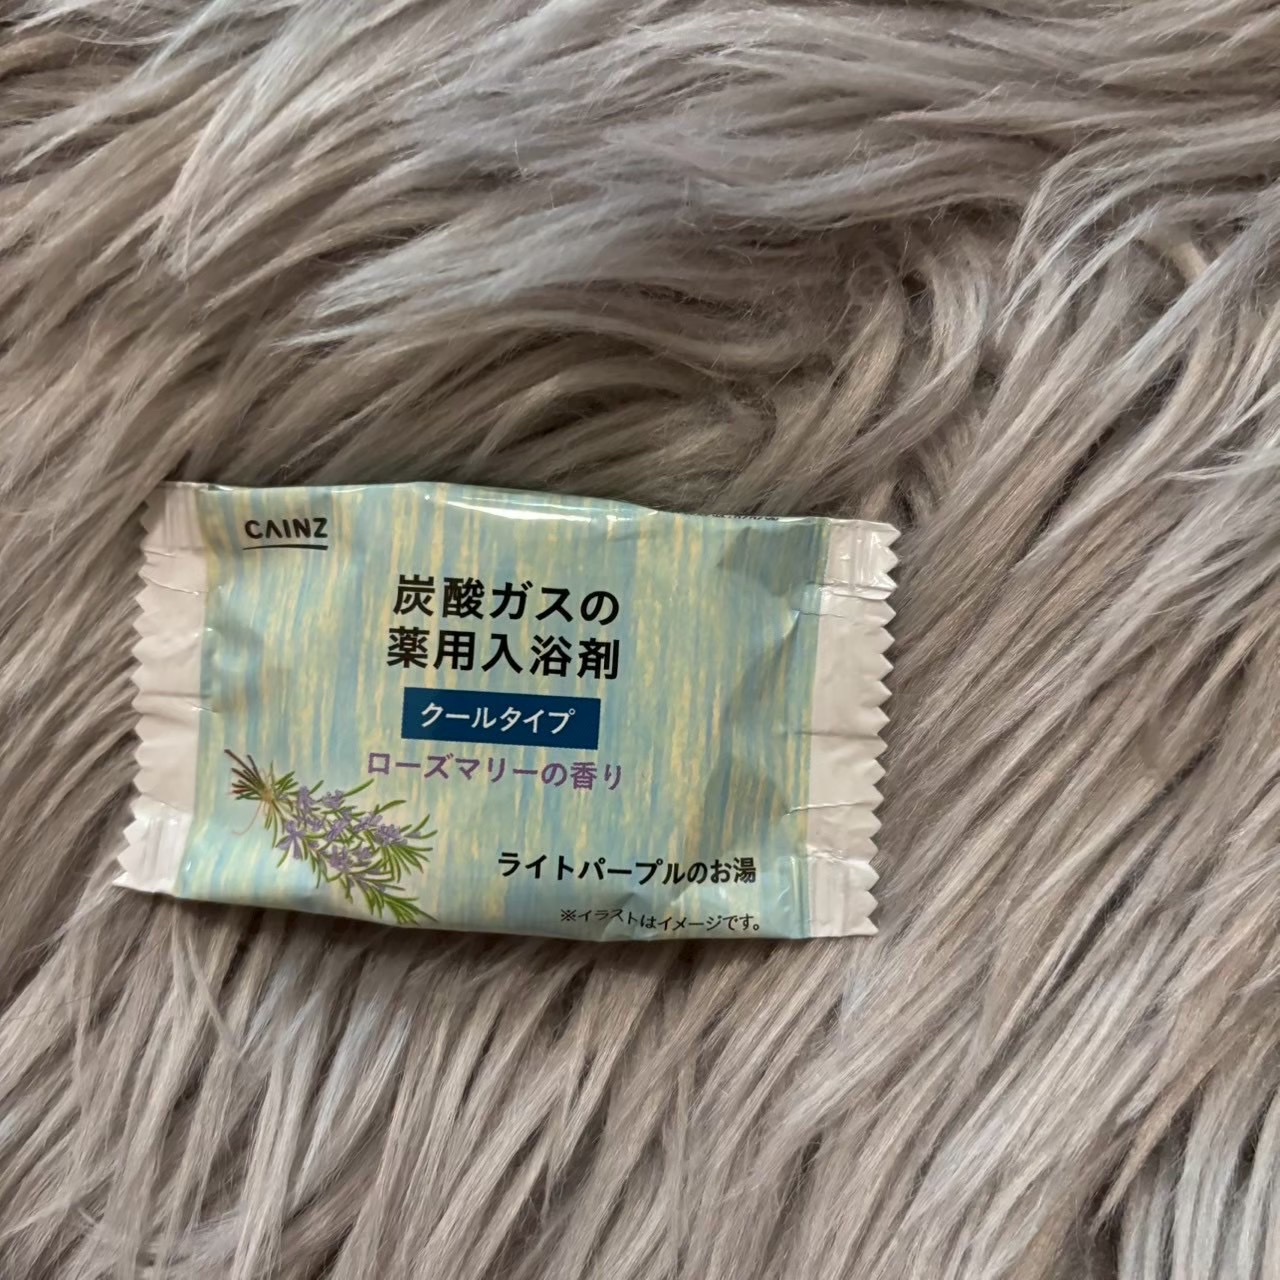 CAINZ
炭酸ガスの
薬用入浴剤
クールタイプ
ローズマリーの香り
ライトパープルのお湯
※イラストはイメージです。